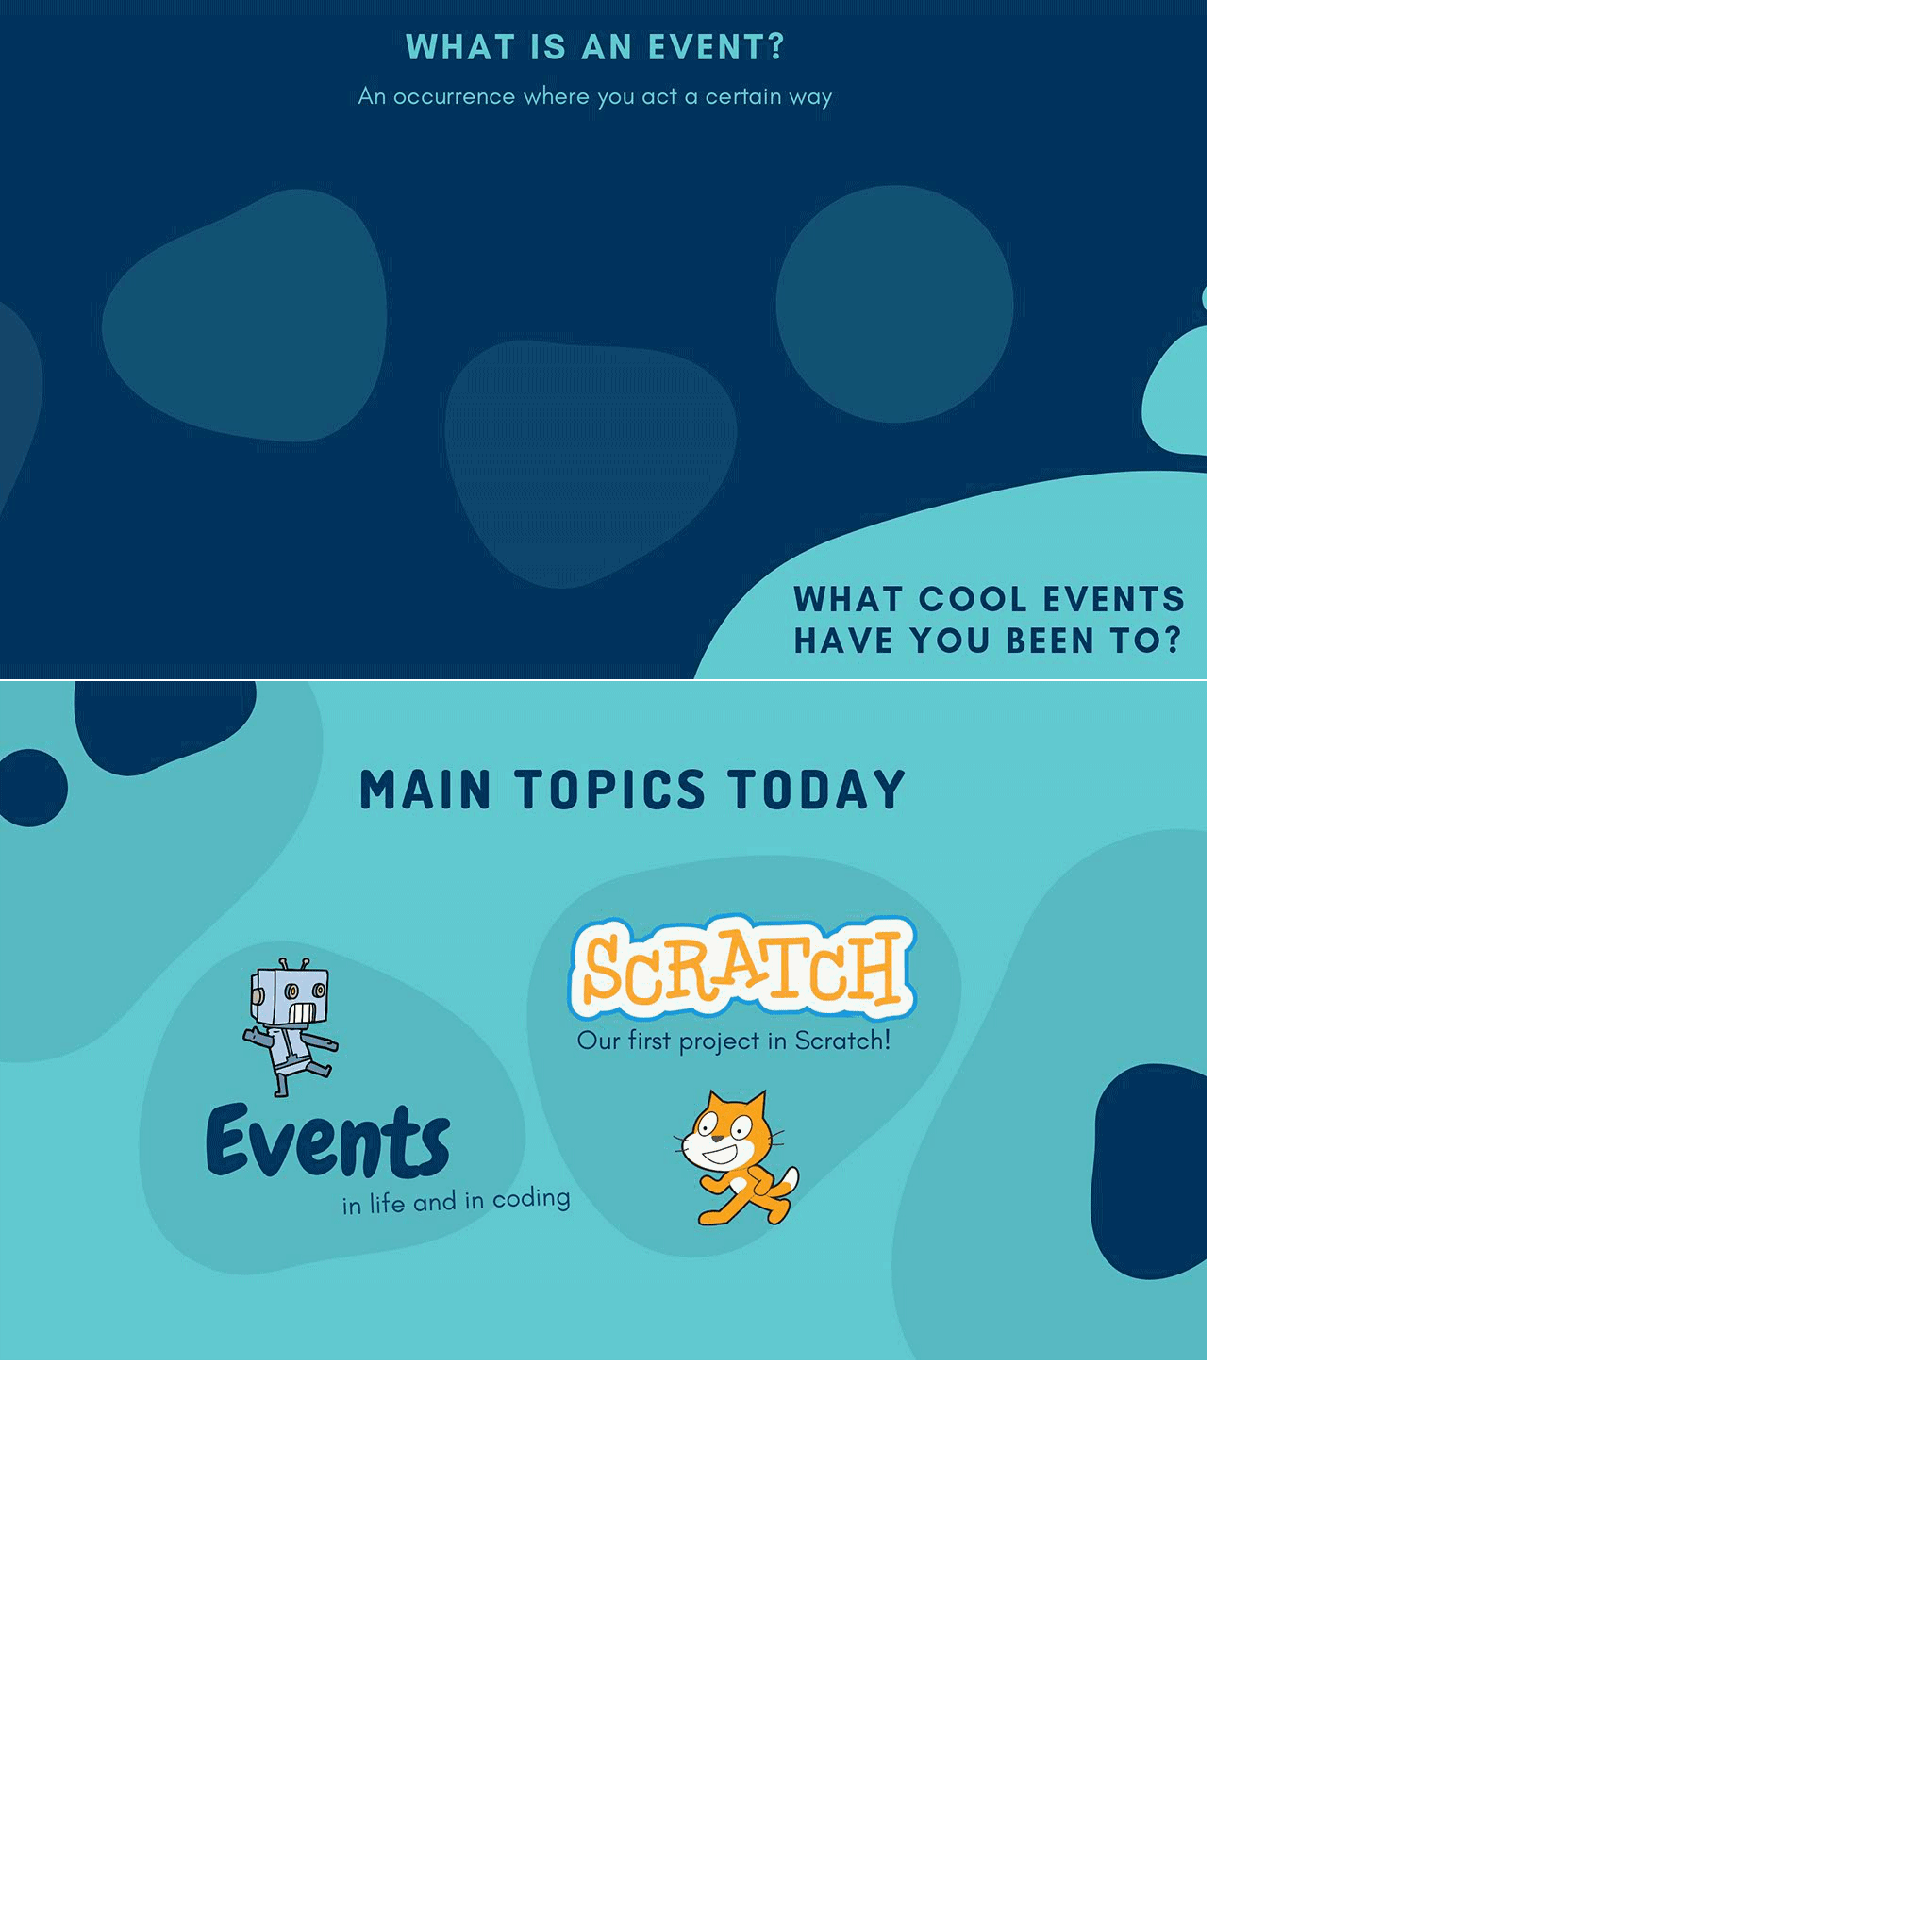 WHAT IS AN EVENT?
An occurrence where you act a certain way
WHAT COOL EVENTS
HAVE YOU BEEN TO?
MAIN TOPICS TODAY
SCRATCH
Our first project in Scratch!
Events
in life and in coding